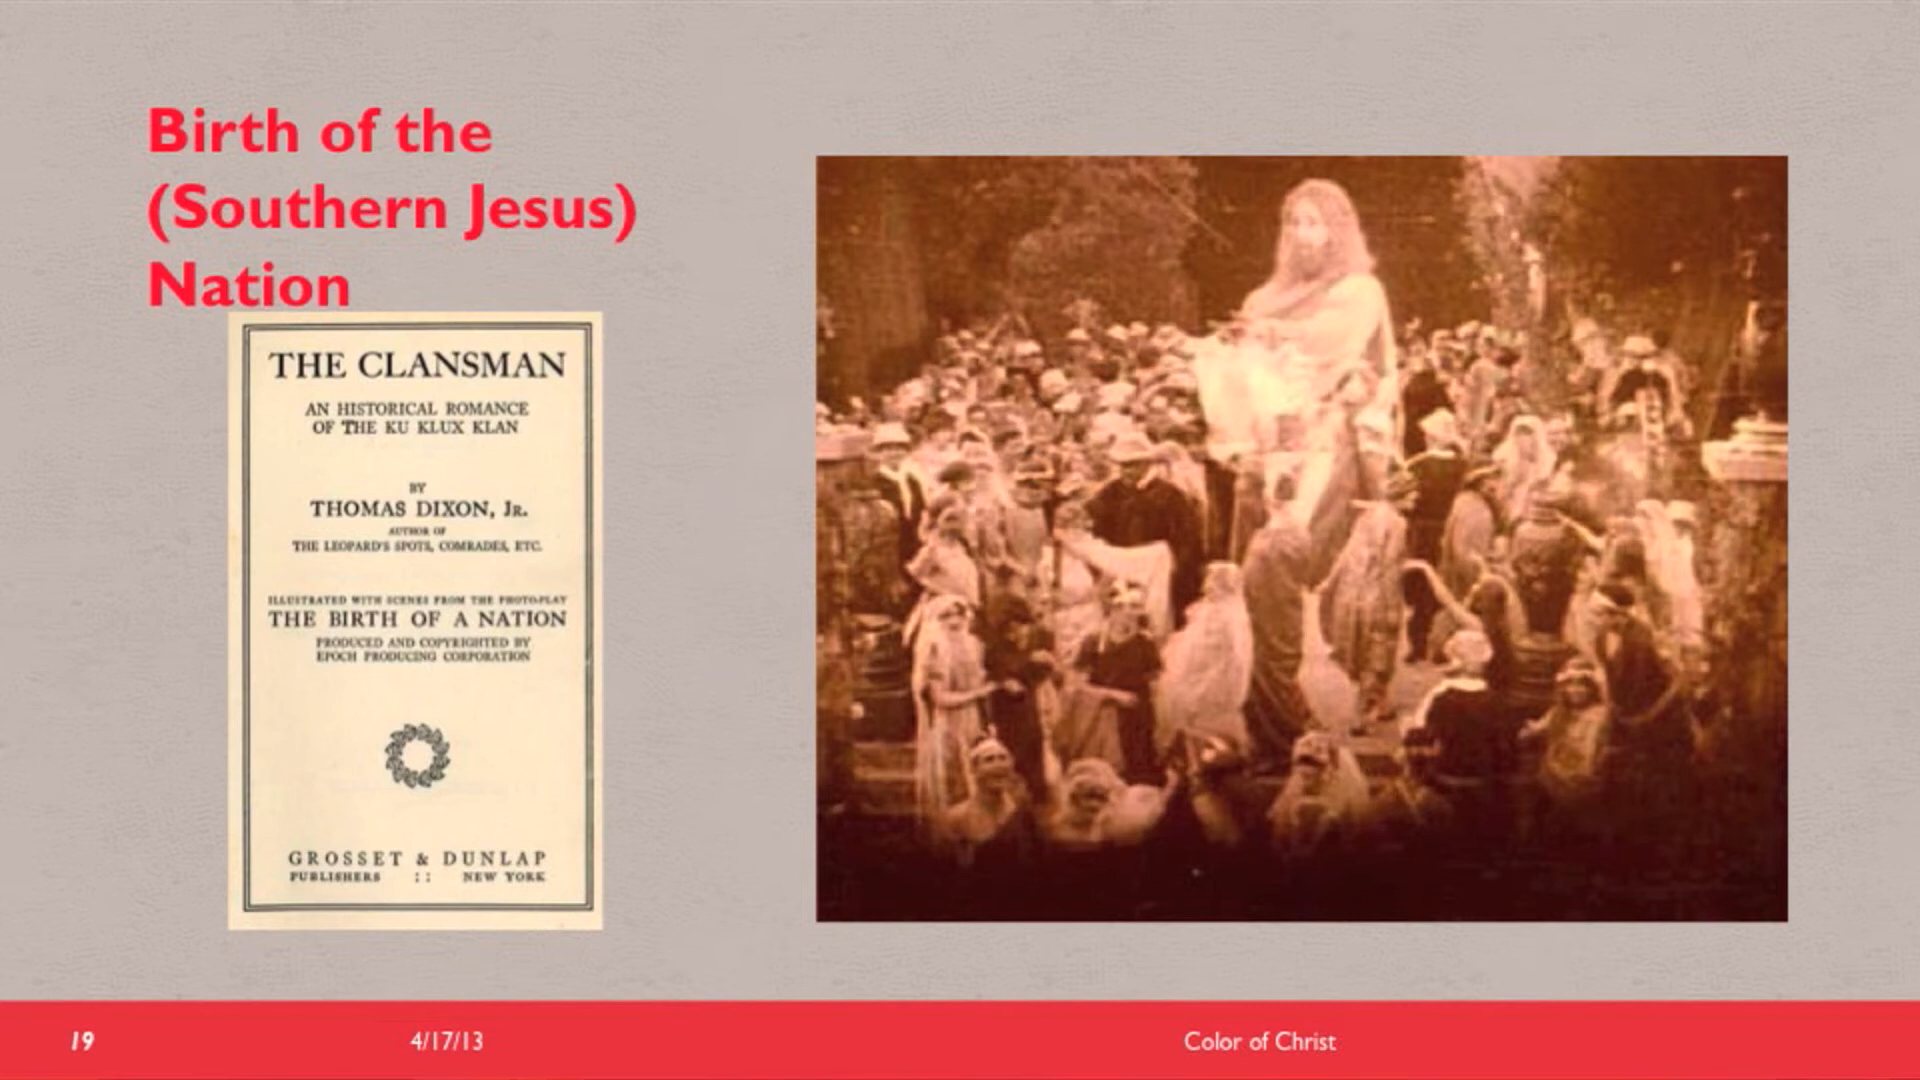 Birth of the
(Southern Jesus)
Nation
THE CLANSMAN
AN HISTORICAL ROMANCE
OF THE KU KLUX KLAN
BY
THOMAS DIXON, JR.
AUTHOR OF
THE LEOPARD'S SPOTS, COMRADES, ETC.
ILLUSTRATED WITH SCENES FROM THE PHOTO-PLAY
THE BIRTH OF A NATION
PRODUCED AND COPYRIGHTED BY
EPOCH PRODUCING CORPORATION
GROSSET & DUNLAP
PUBLISHERS :: NEW YORK
19 4/17/13 Color of Christ